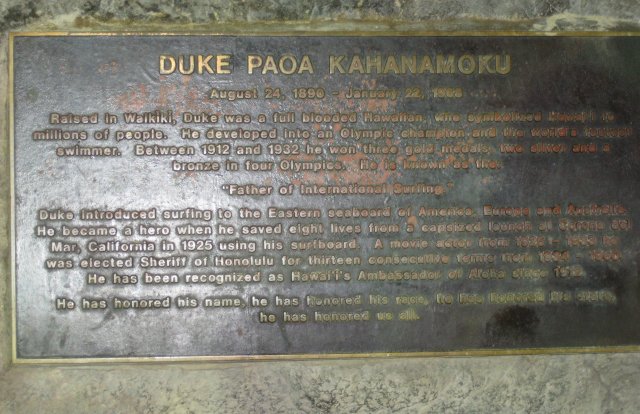 DUKE PAOA KAHANAMOKU
August 24, 1890 - January 22, 1968
Raised in Waikiki, Duke was a full blooded Hawaiian, who symbolized Hawai'i to
millions of people. He developed into an Olympic champion and the world's fastest
swimmer. Between 1912 and 1932 he won three gold medals, two silver and a
bronze in four Olympics. He is known as the:
"Father of International Surfing."
Duke introduced surfing to the Eastern seaboard of America, Europe and Australia.
He became a hero when he saved eight lives from a capsized launch at Corona del
Mar, California in 1925 using his surfboard. A movie actor from he
was elected Sheriff of Honolulu for thirteen consecutive terms from
He has been recognized as Hawai'i's Ambassador of Aloha since 1912.
He has honored his name, he has honored his race, he has honored his state,
he has honored us all.